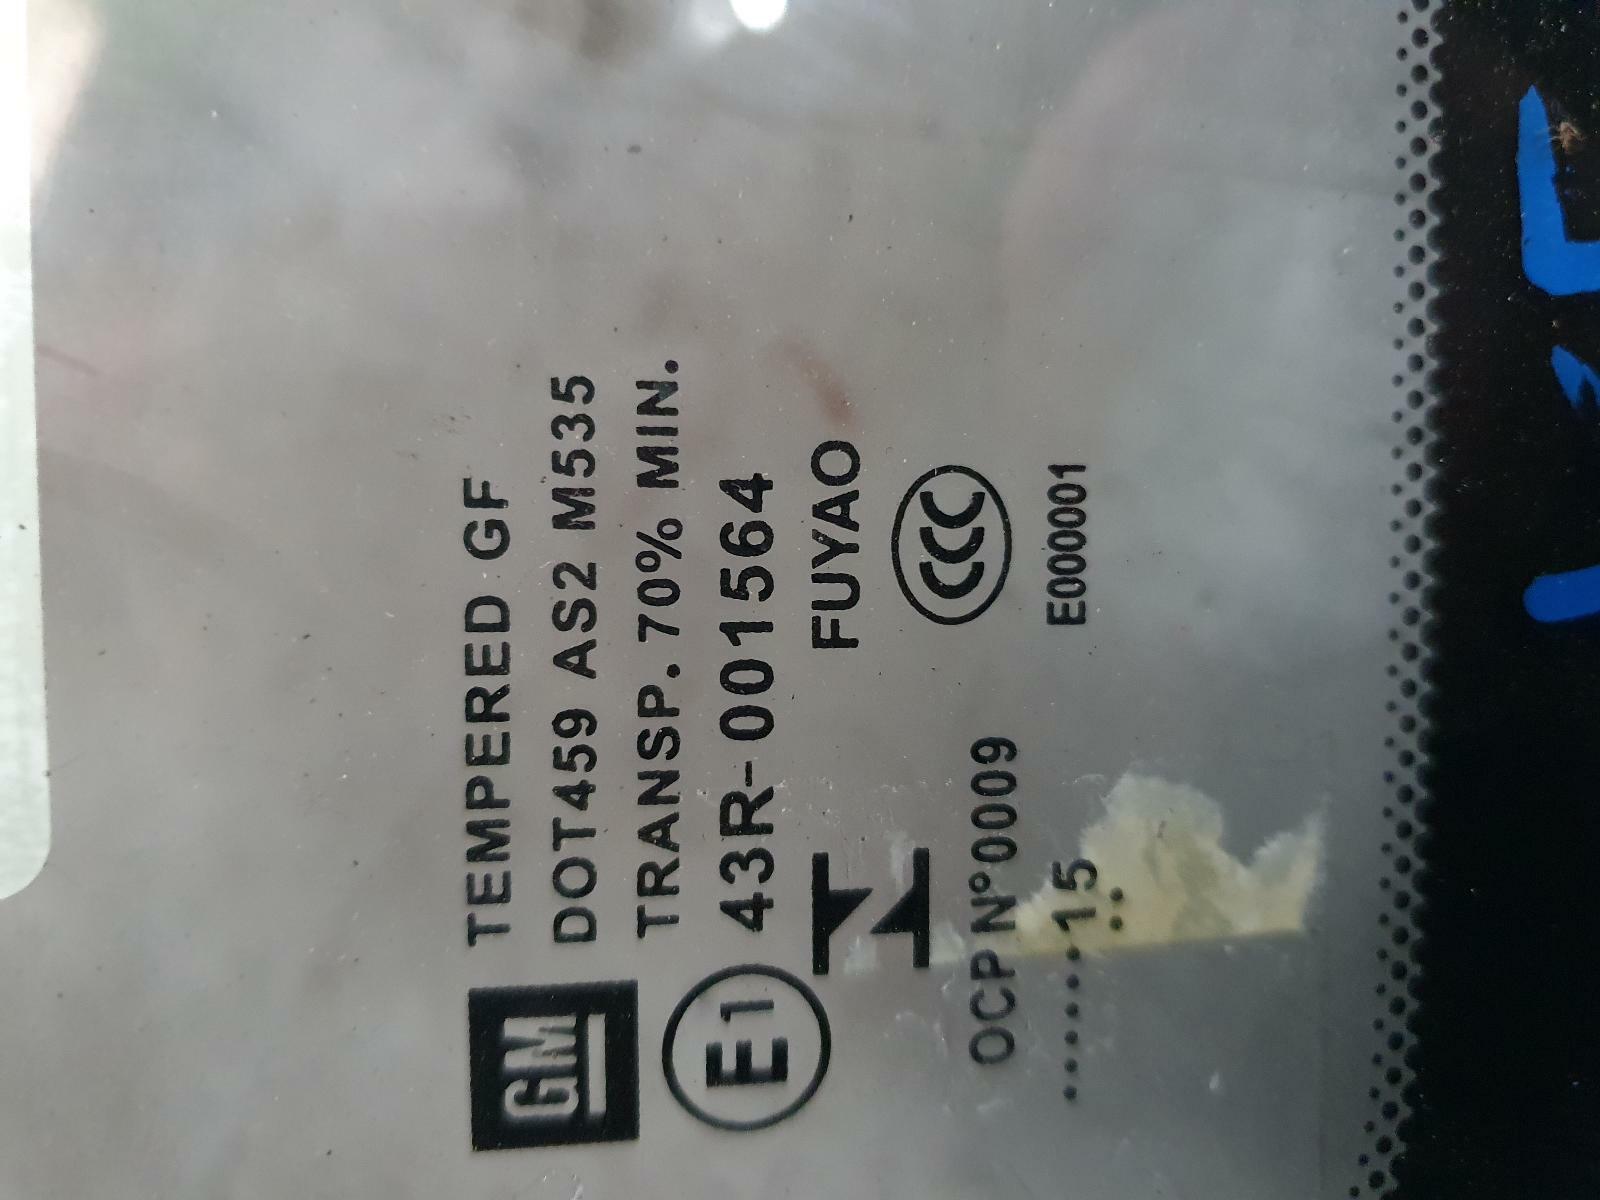 GM
TEMPERED GF
DOT459 AS2 M535
TRANSP. 70% MIN.
E1 43R-001564
FUYAO
CCC
OCP N°0009
E000001
.......15
..